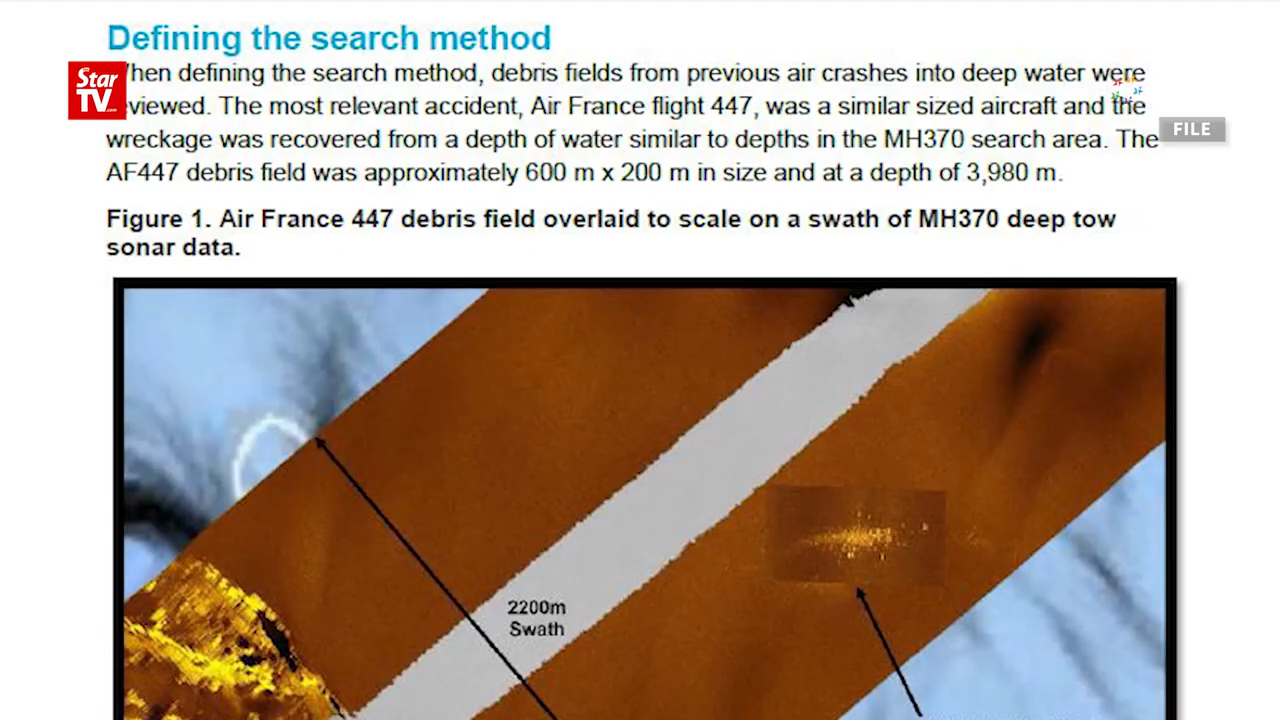 Defining the search method
Star
TV
When defining the search method, debris fields from previous air crashes into deep water were
reviewed. The most relevant accident, Air France flight 447, was a similar sized aircraft and the
FILE
wreckage was recovered from a depth of water similar to depths in the MH370 search area. The
AF447 debris field was approximately 600 m x 200 m in size and at a depth of 3,980 m.
Figure 1. Air France 447 debris field overlaid to scale on a swath of MH370 deep tow
sonar data.
2200m
Swath